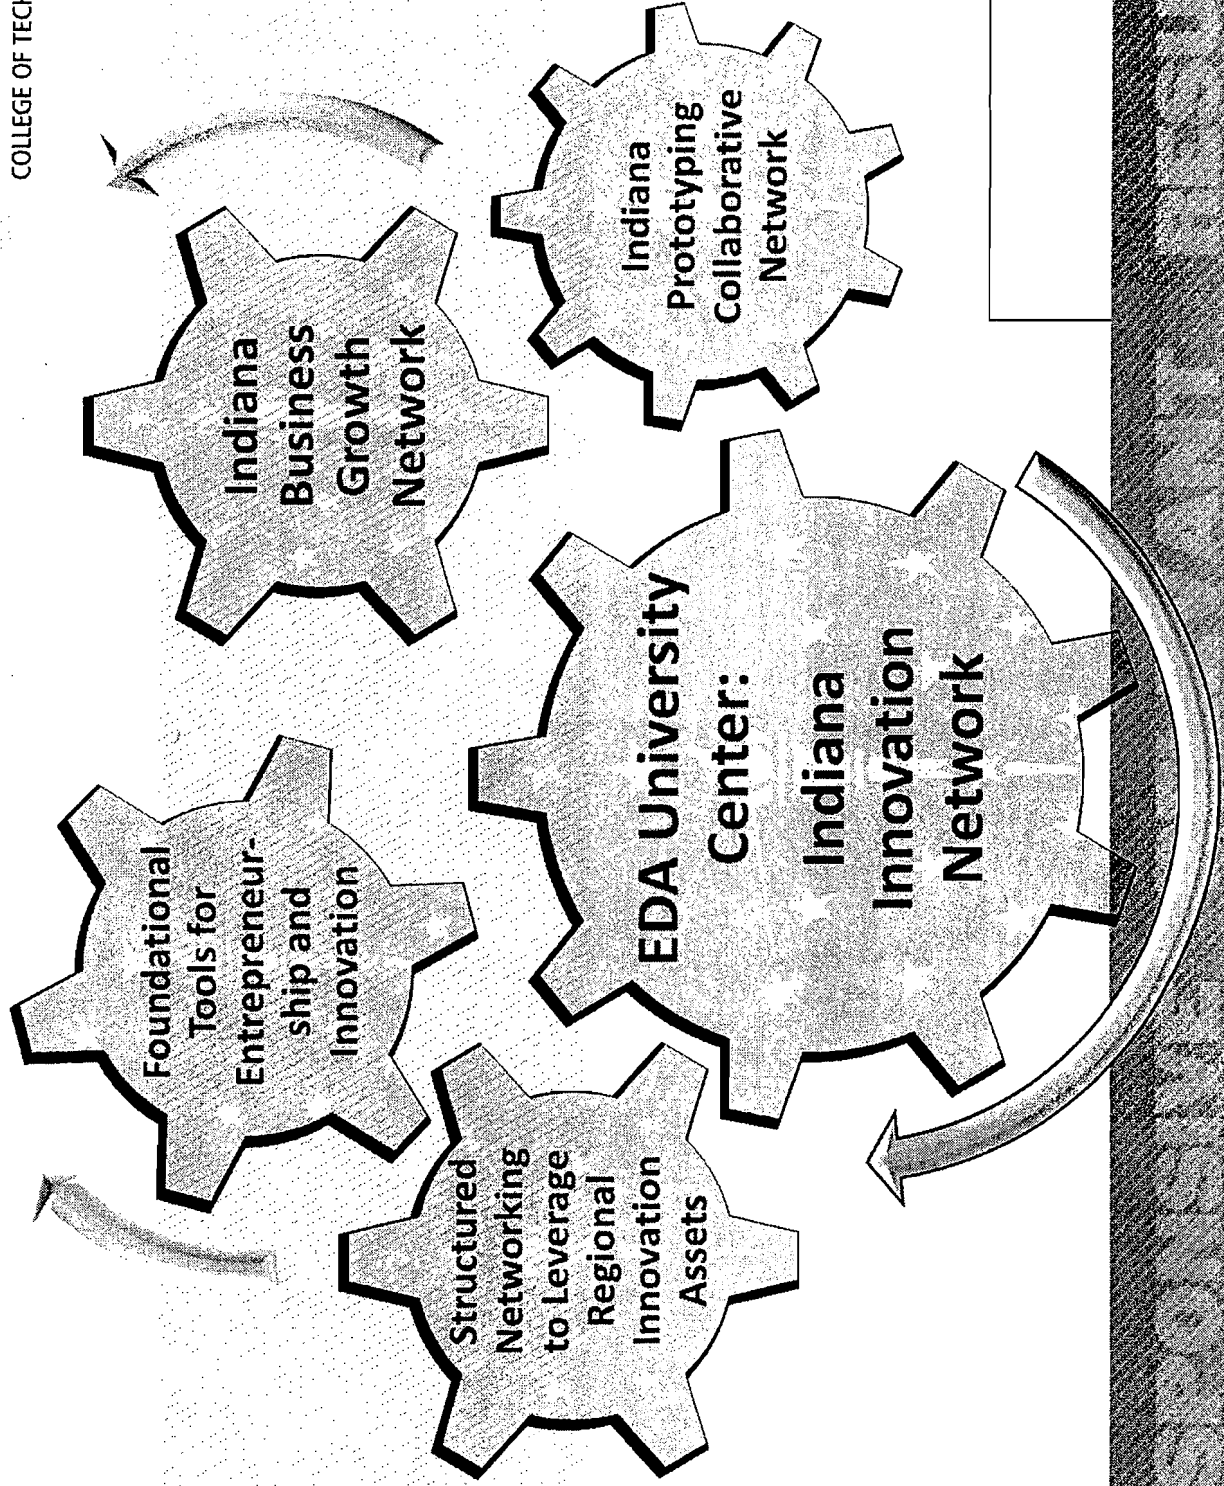 COLLEGE OF TECH
Foundational
Tools for
Entrepreneur-
ship and
Innovation
Indiana
Business
Growth
Network
Structured
Networking
to Leverage
Regional
Innovation
Assets
EDA University
Center:
Indiana
Innovation
Network
Indiana
Prototyping
Collaborative
Network